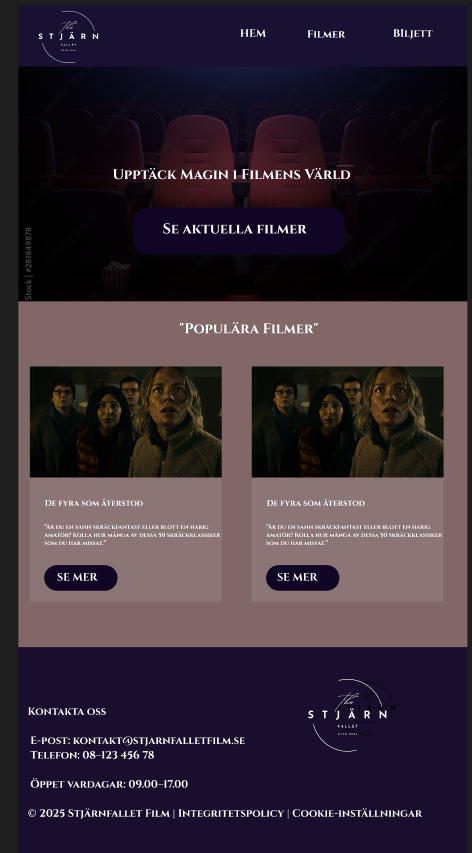 The
STJÄRN
FALLET
HEM
Filmer
BIljett
Upptäck Magin i Filmens Värld
Se aktuella filmer
Stock | #281849878
"Populära Filmer"
De fyra som återstod
"Är du en sann skräckfantast eller blott en harig
amatör? Kolla hur många av dessa 50 skräckklassiker
som du har missat."
SE MER
De fyra som återstod
"Är du en sann skräckfantast eller blott en harig
amatör? Kolla hur många av dessa 50 skräckklassiker
som du har missat."
SE MER
Kontakta oss
E-post: kontakt@stjarnfalletfilm.se
Telefon: 08–123 456 78
Öppet vardagar: 09.00–17.00
The
STJÄRN
FALLET
© 2025 Stjärnfallet Film | Integritetspolicy | Cookie-inställningar